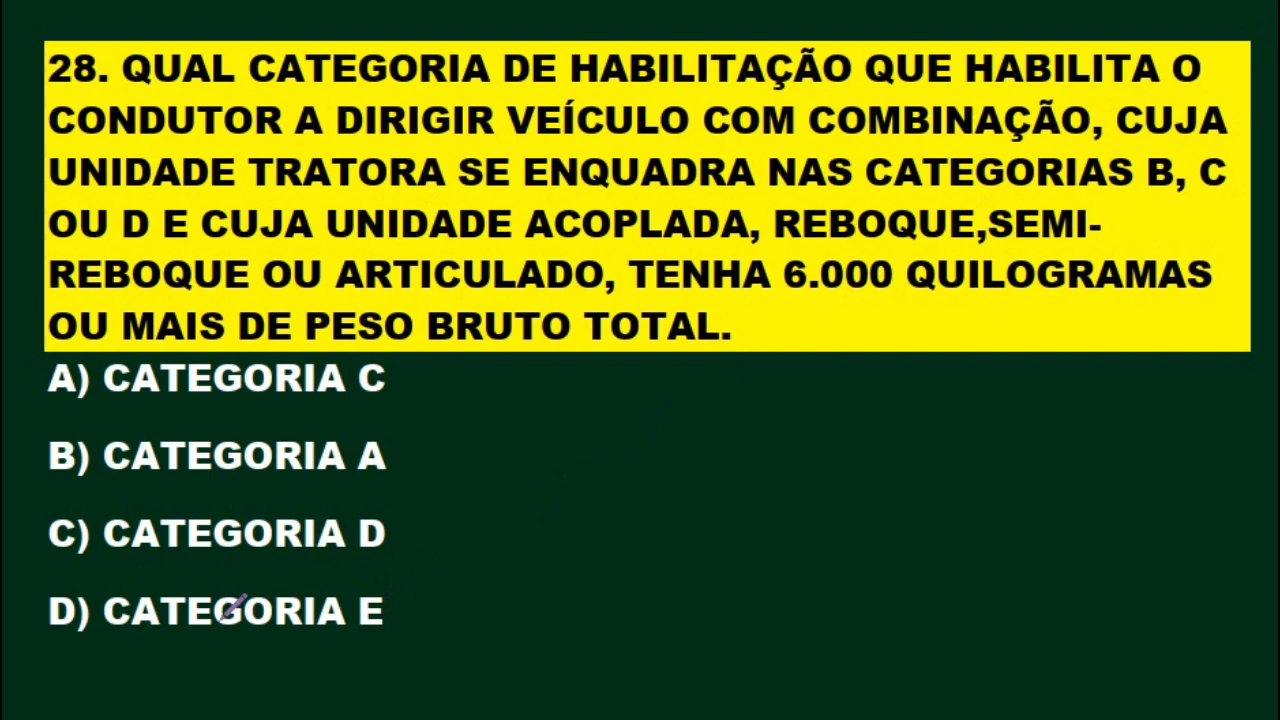 28. QUAL CATEGORIA DE HABILITAÇÃO QUE HABILITA O
CONDUTOR A DIRIGIR VEÍCULO COM COMBINAÇÃO, CUJA
UNIDADE TRATORA SE ENQUADRA NAS CATEGORIAS B, C
OU D E CUJA UNIDADE ACOPLADA, REBOQUE,SEMI-
REBOQUE OU ARTICULADO, TENHA 6.000 QUILOGRAMAS
OU MAIS DE PESO BRUTO TOTAL.
A) CATEGORIA C
B) CATEGORIA A
C) CATEGORIA D
D) CATEGORIA E